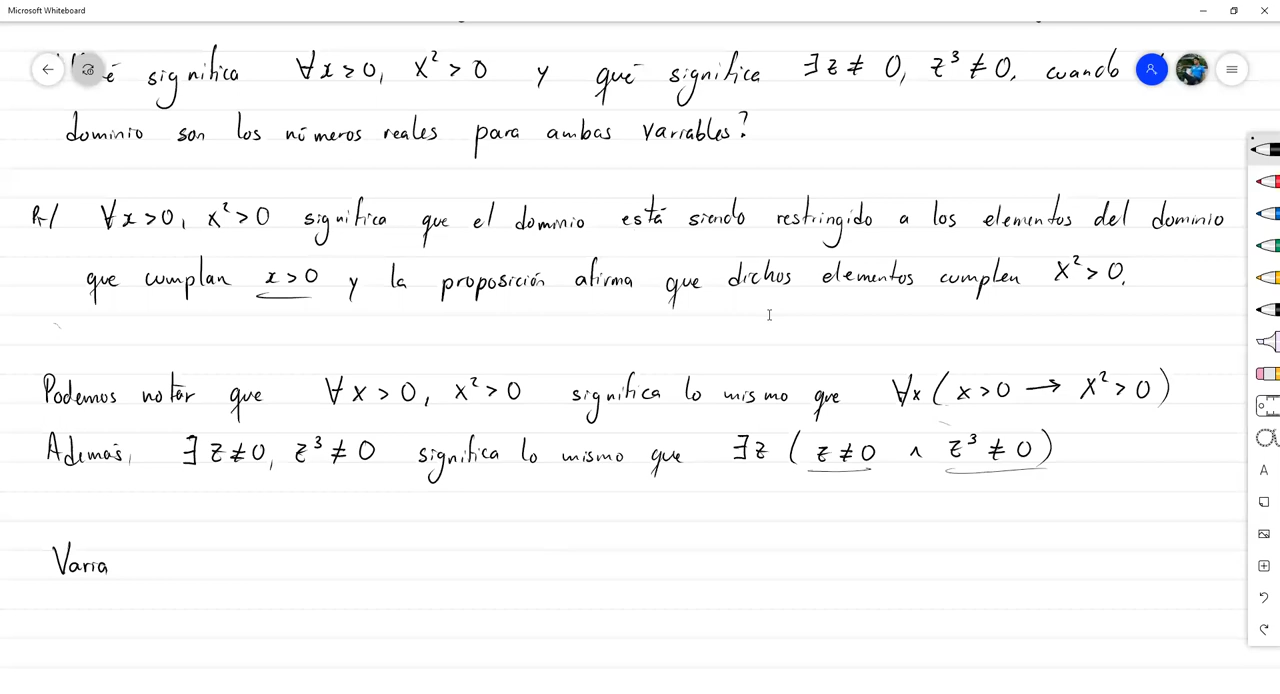 Microsoft Whiteboard
significa ∀x>0, x²>0 y qué significa ∃z≠0, z³≠0, cuando
dominio son los números reales para ambas variables?
R/ ∀x>0, x²>0 significa que el dominio está siendo restringido a los elementos del dominio
que cumplan x>0 y la proposición afirma que dichos elementos cumplen x²>0.
Podemos notar que ∀x>0, x²>0 significa lo mismo que ∀x(x>0 → x²>0)
Además, ∃z≠0, z³≠0 significa lo mismo que ∃z (z≠0 ∧ z³≠0)
Varia